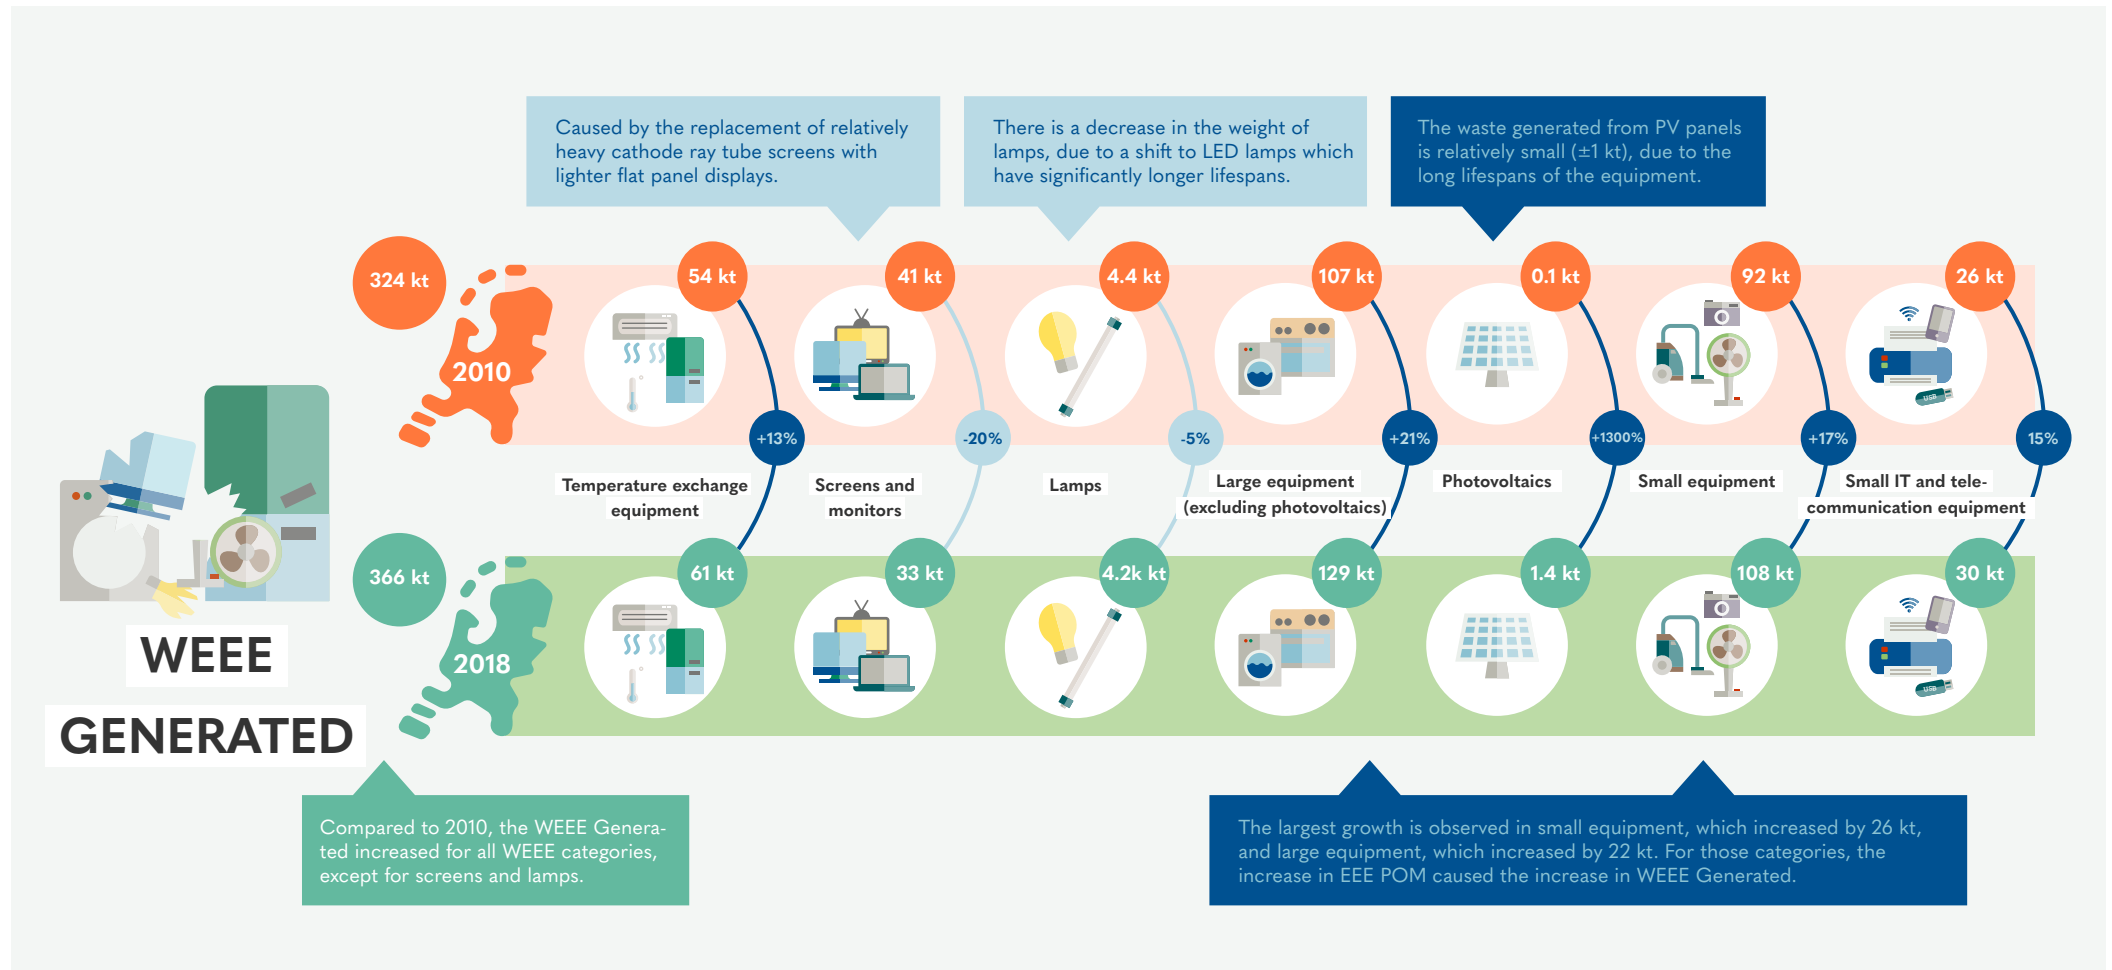 Caused by the replacement of relatively
heavy cathode ray tube screens with
lighter flat panel displays.
There is a decrease in the weight of
lamps, due to a shift to LED lamps which
have significantly longer lifespans.
The waste generated from PV panels
is relatively small (±1 kt), due to the
long lifespans of the equipment.
324 kt
54 kt
41 kt
4.4 kt
107 kt
0.1 kt
92 kt
26 kt
2010
USB
+13%
-20%
-5%
+21%
+1300%
+17%
15%
Temperature exchange
equipment
Screens and
monitors
Lamps
Large equipment
(excluding photovoltaics)
Photovoltaics
Small equipment
Small IT and tele-
communication equipment
366 kt
61 kt
33 kt
4.2k kt
129 kt
1.4 kt
108 kt
30 kt
2018
USB
WEEE
GENERATED
Compared to 2010, the WEEE Genera-
ted increased for all WEEE categories,
except for screens and lamps.
The largest growth is observed in small equipment, which increased by 26 kt,
and large equipment, which increased by 22 kt. For those categories, the
increase in EEE POM caused the increase in WEEE Generated.